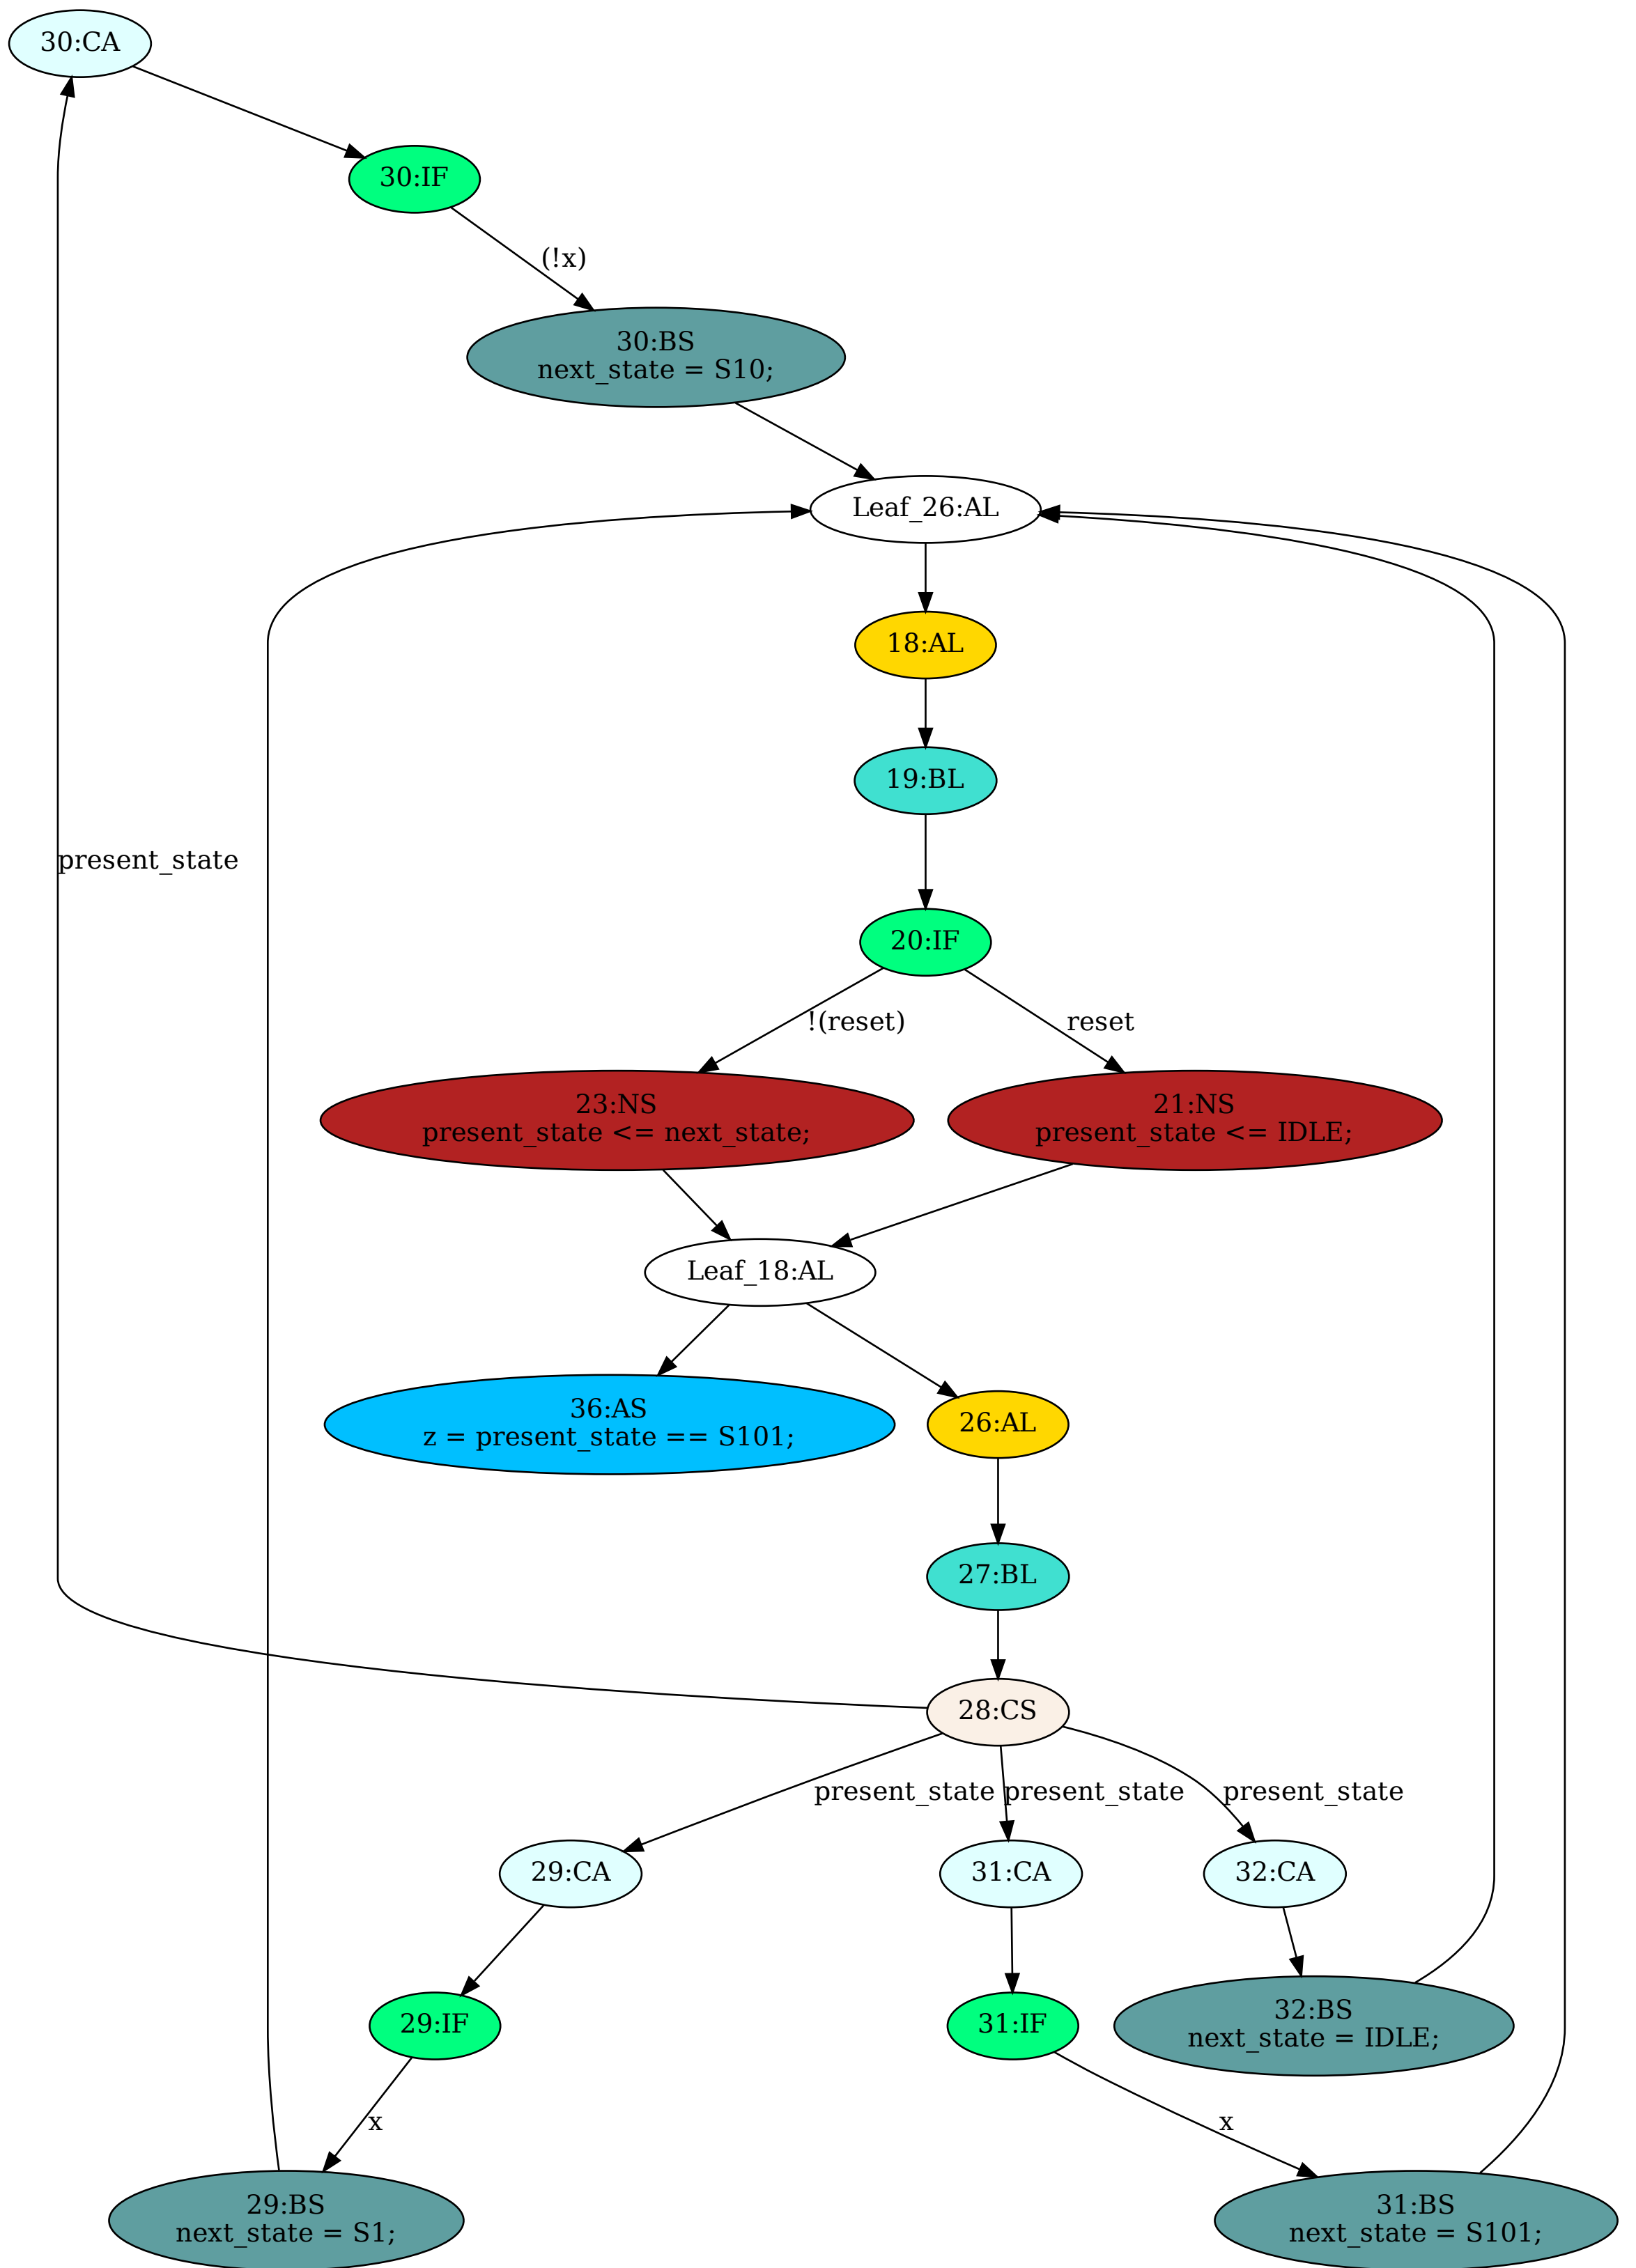 30:CA
30:IF
(!x)
30:BS
next_state = S10;
Leaf_26:AL
18:AL
19:BL
present_state
20:IF
!(reset)
reset
23:NS
present_state <= next_state;
21:NS
present_state <= IDLE;
Leaf_18:AL
36:AS
z = present_state == S101;
26:AL
27:BL
28:CS
present_state
present_state
present_state
29:CA
31:CA
32:CA
29:IF
31:IF
32:BS
next_state = IDLE;
x
x
29:BS
next_state = S1;
31:BS
next_state = S101;